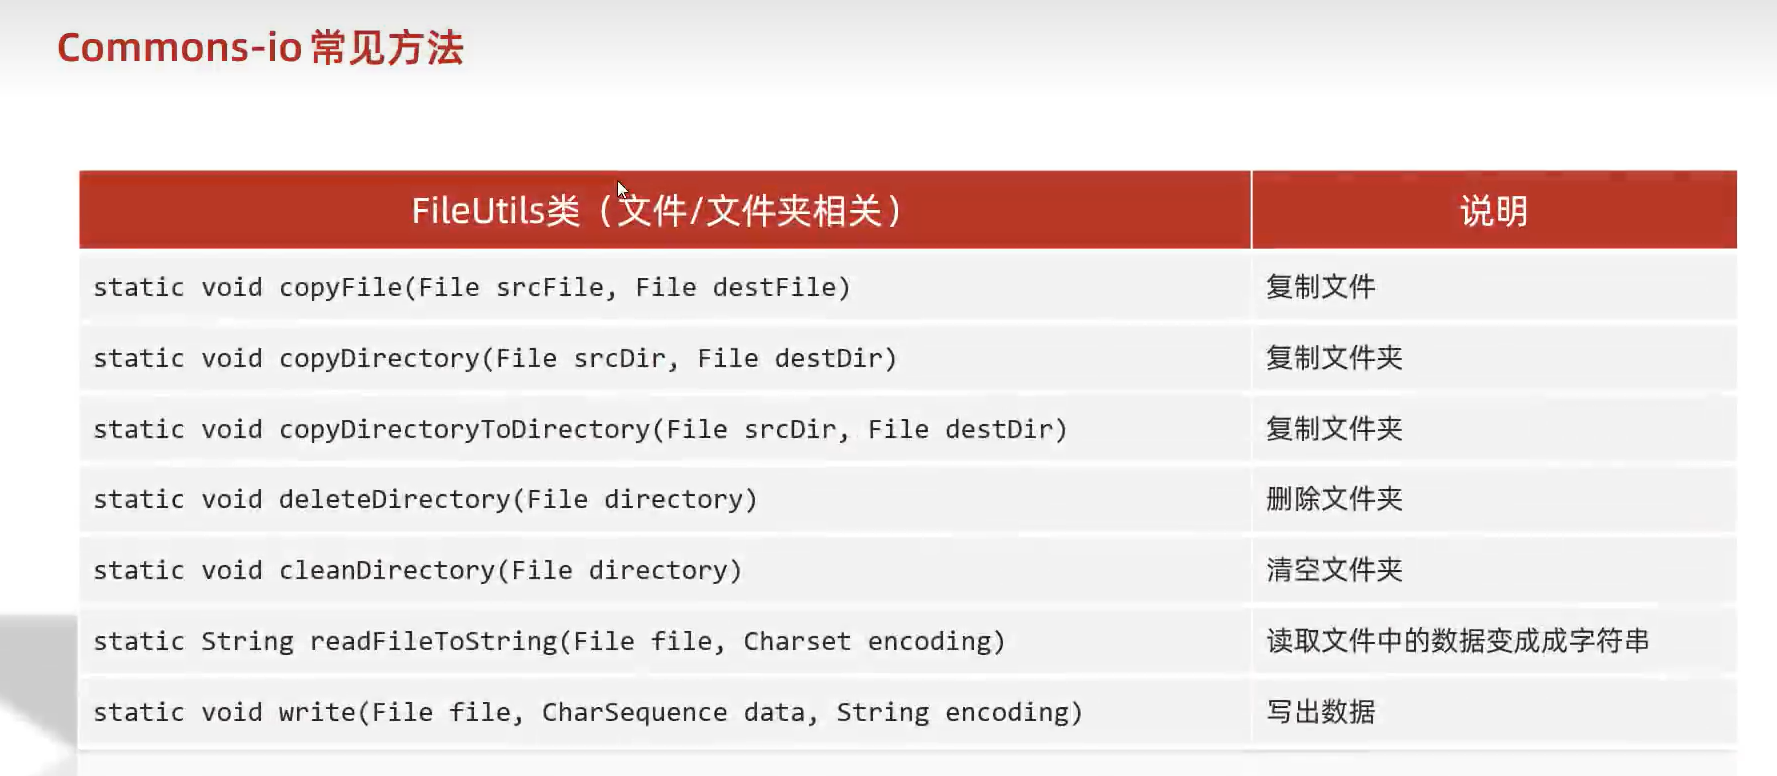 Commons-io常见方法
FileUtils类（文件/文件夹相关） 说明
static void copyFile(File srcFile, File destFile) 复制文件
static void copyDirectory(File srcDir, File destDir) 复制文件夹
static void copyDirectoryToDirectory(File srcDir, File destDir) 复制文件夹
static void deleteDirectory(File directory) 删除文件夹
static void cleanDirectory(File directory) 清空文件夹
static String readFileToString(File file, Charset encoding) 读取文件中的数据变成成字符串
static void write(File file, CharSequence data, String encoding) 写出数据